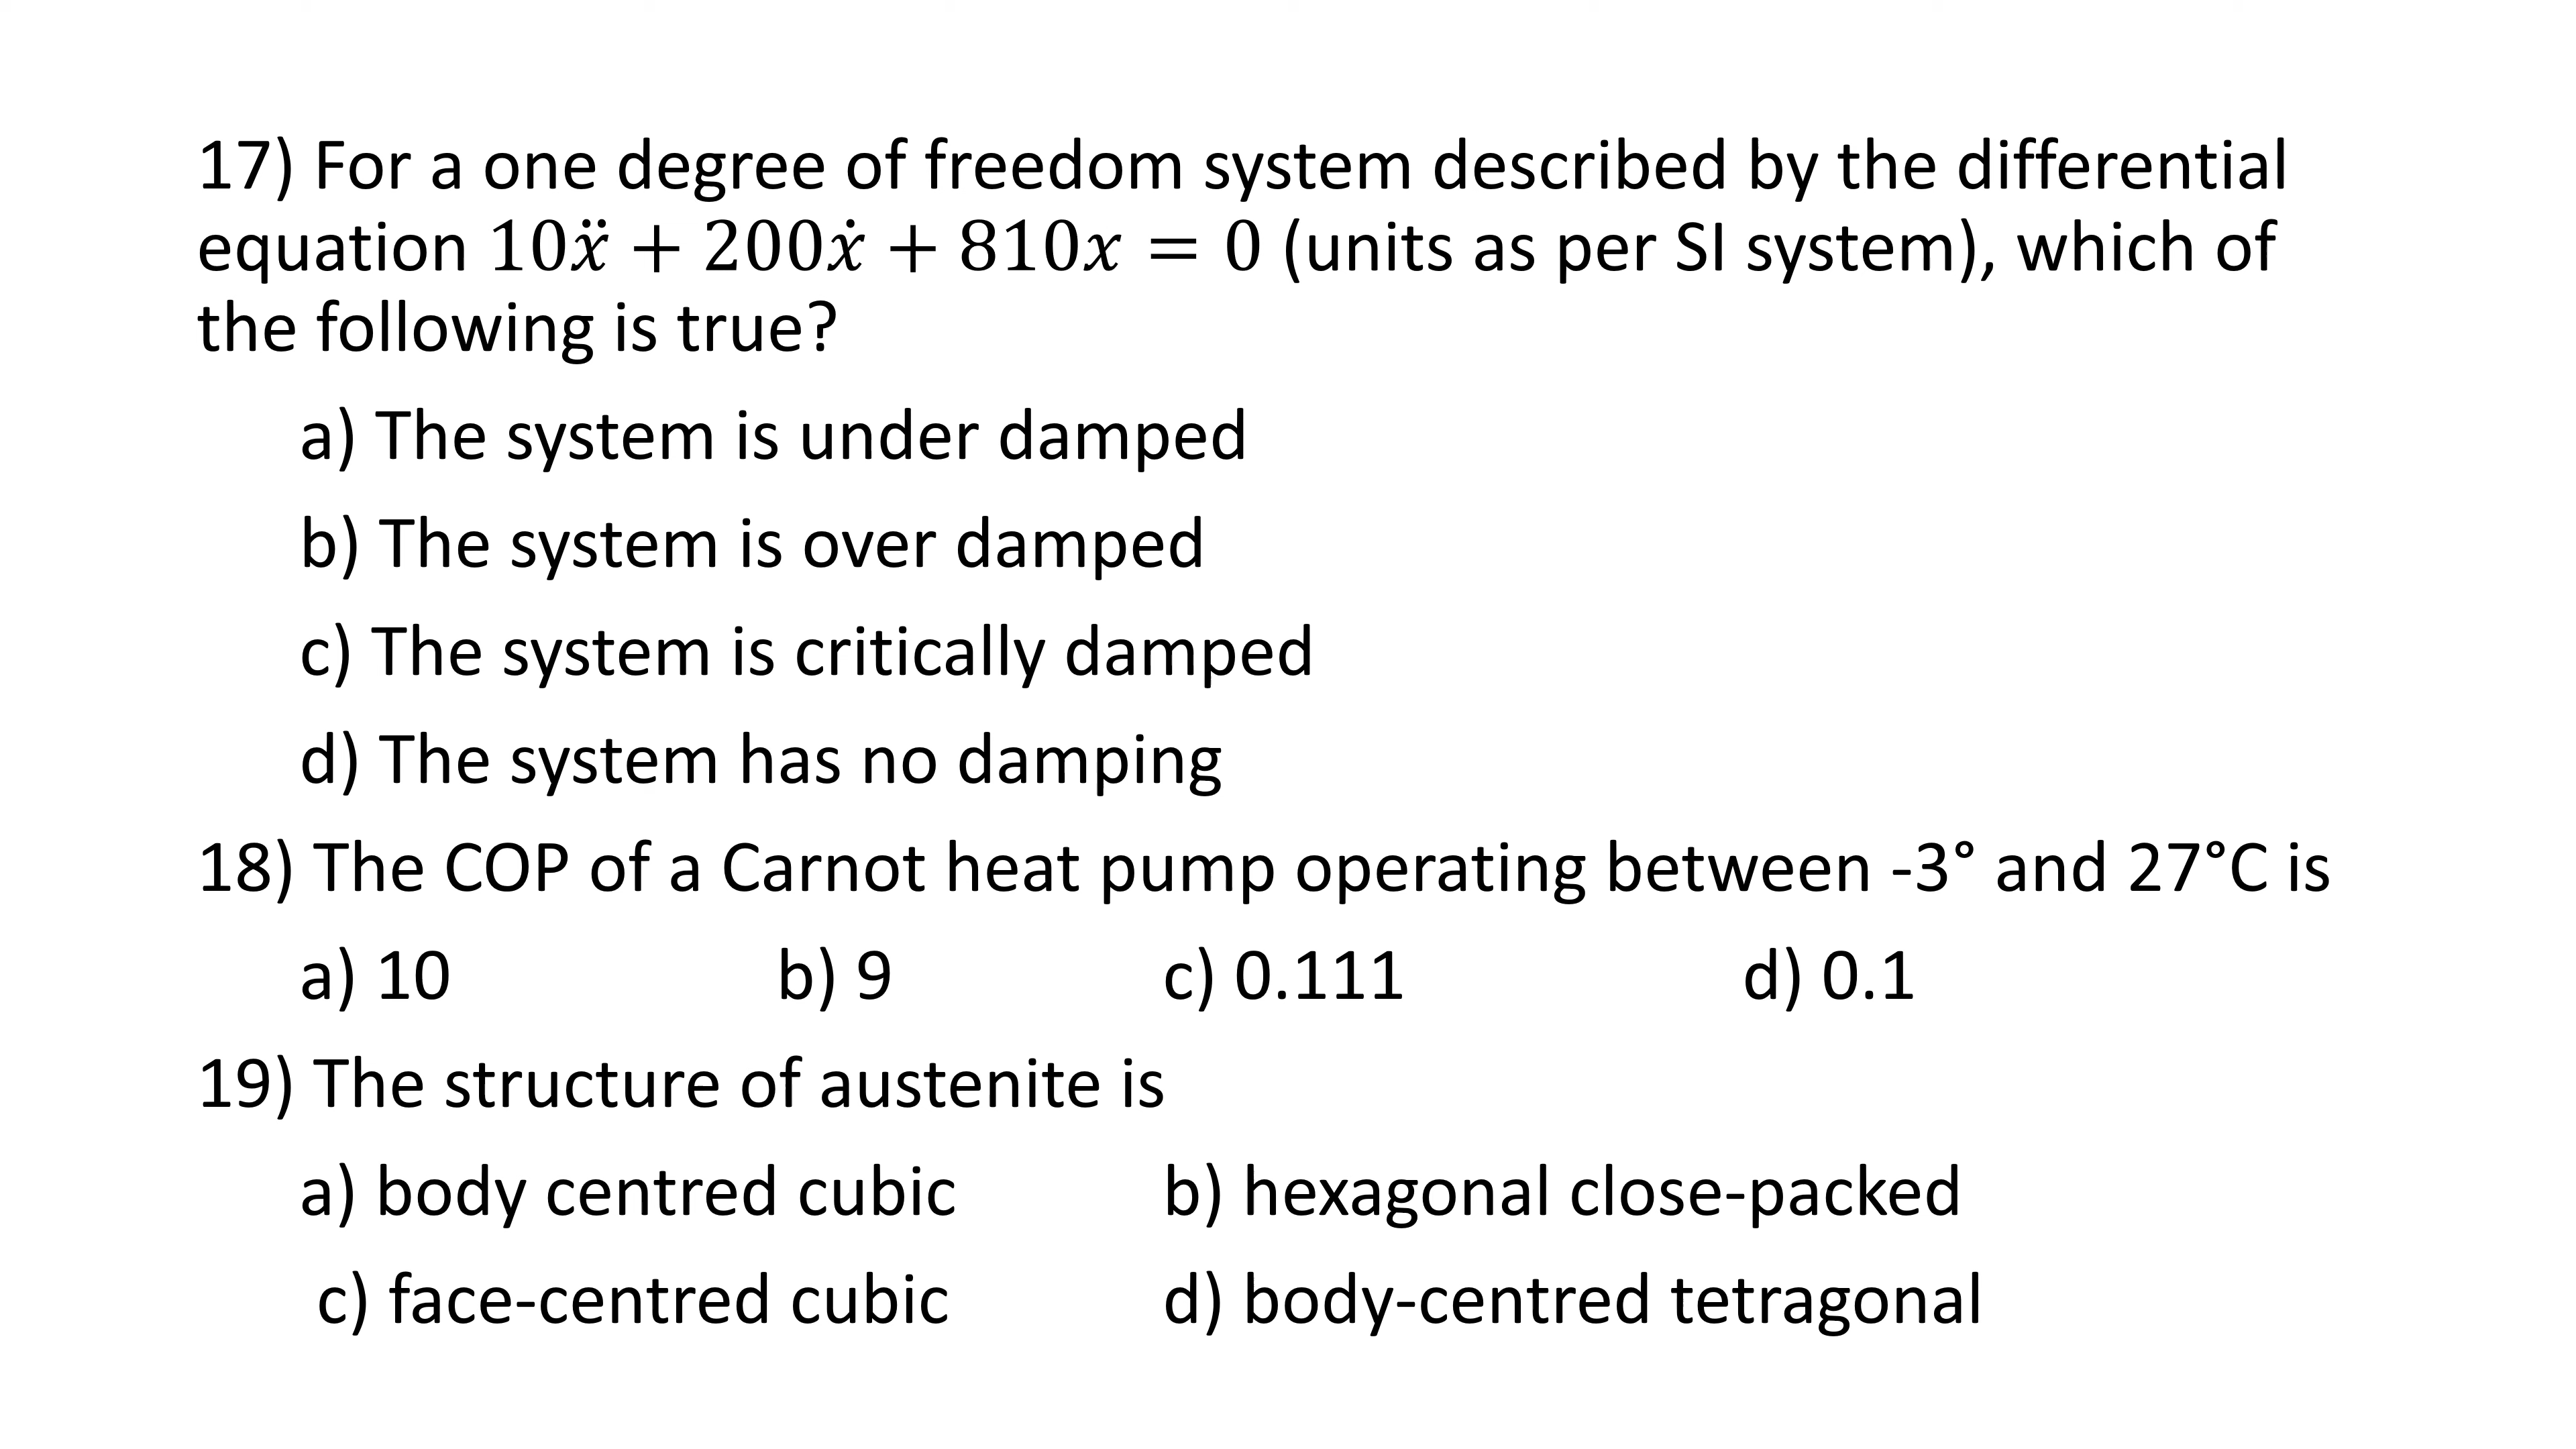 17) For a one degree of freedom system described by the differential
equation 10ẍ + 200ẋ + 810x = 0 (units as per SI system), which of
the following is true?
a) The system is under damped
b) The system is over damped
c) The system is critically damped
d) The system has no damping
18) The COP of a Carnot heat pump operating between -3° and 27°C is
a) 10 b) 9 c) 0.111 d) 0.1
19) The structure of austenite is
a) body centred cubic b) hexagonal close-packed
c) face-centred cubic d) body-centred tetragonal